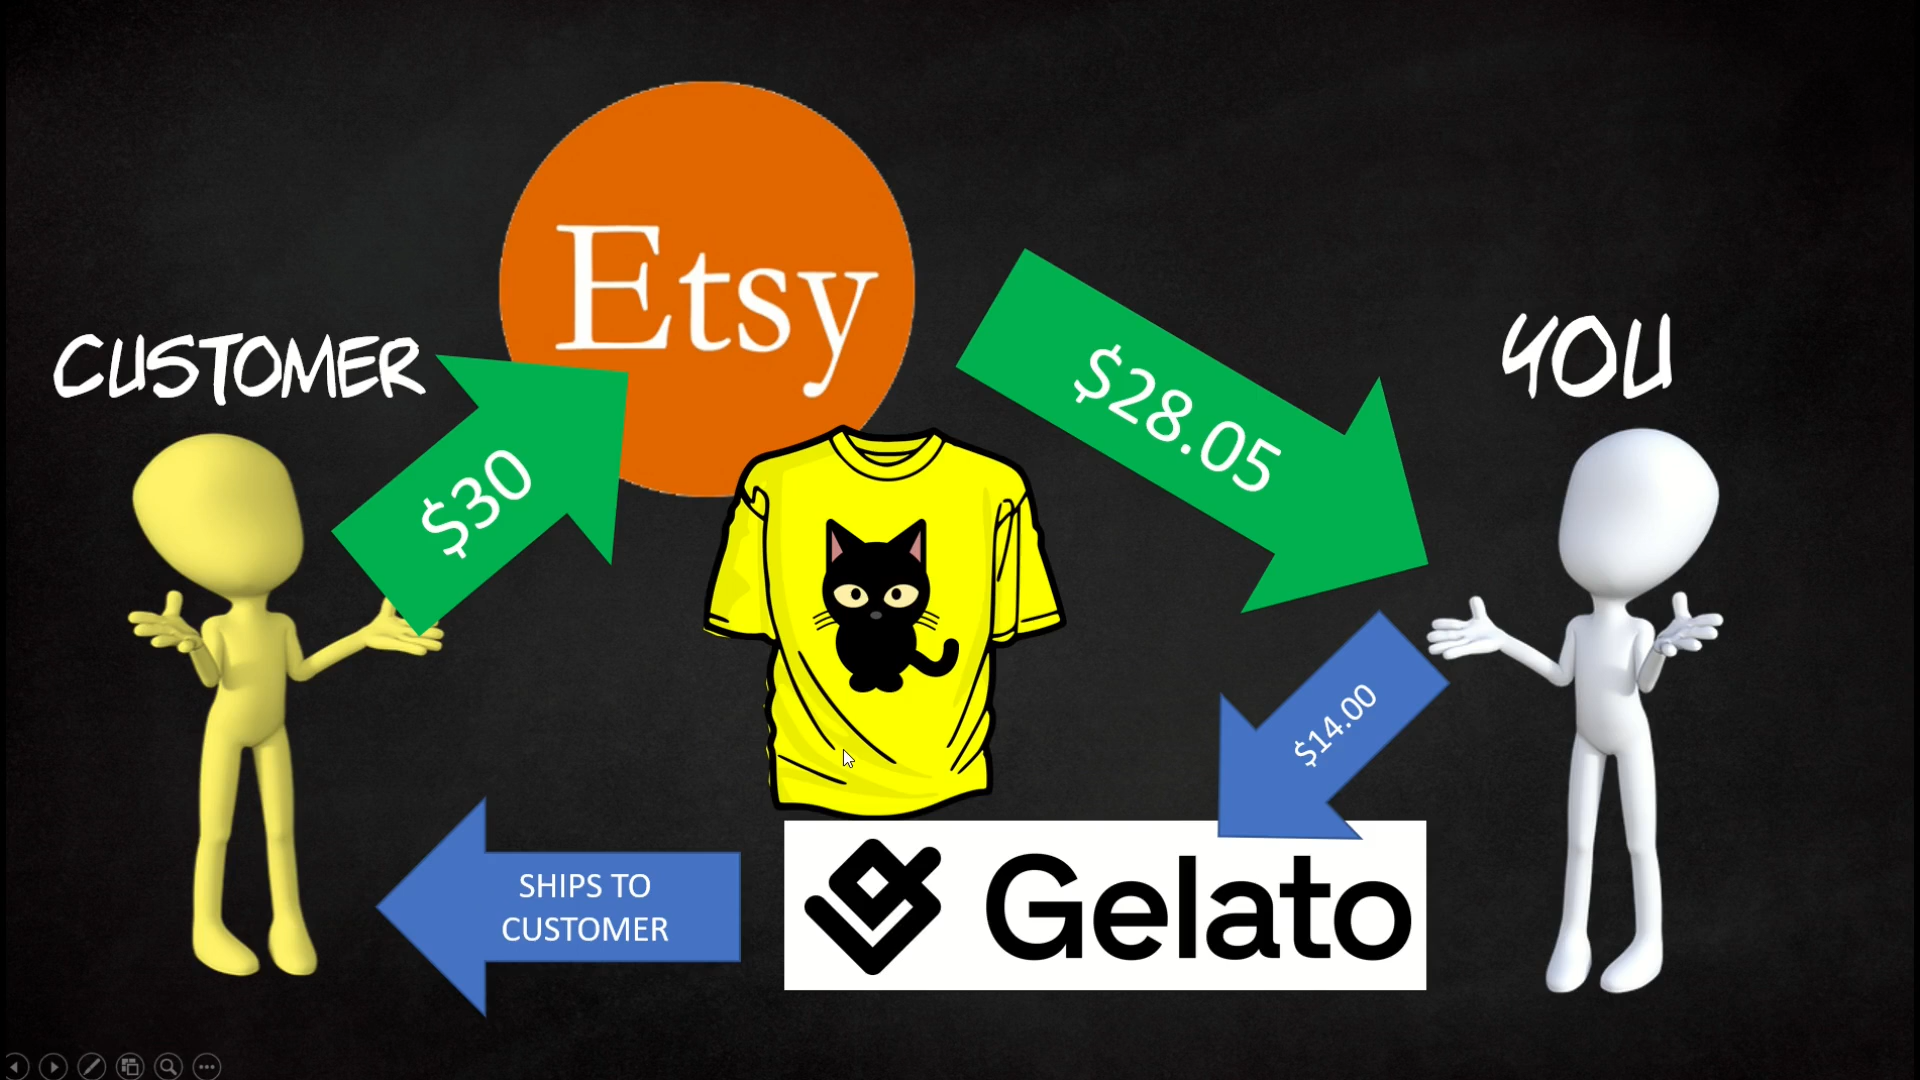 Etsy
CUSTOMER
YOU
$30
$28.05
$14.00
SHIPS TO
CUSTOMER
Gelato